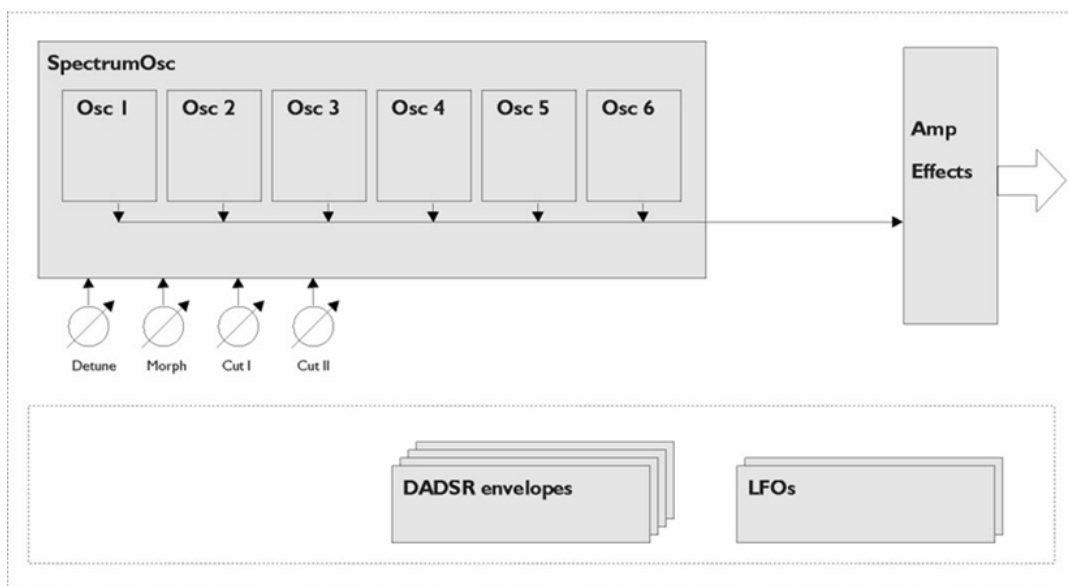 SpectrumOsc
Osc 1
Osc 2
Osc 3
Osc 4
Osc 5
Osc 6
Amp
Effects
Detune
Morph
Cut I
Cut II
DADSR envelopes
LFOs